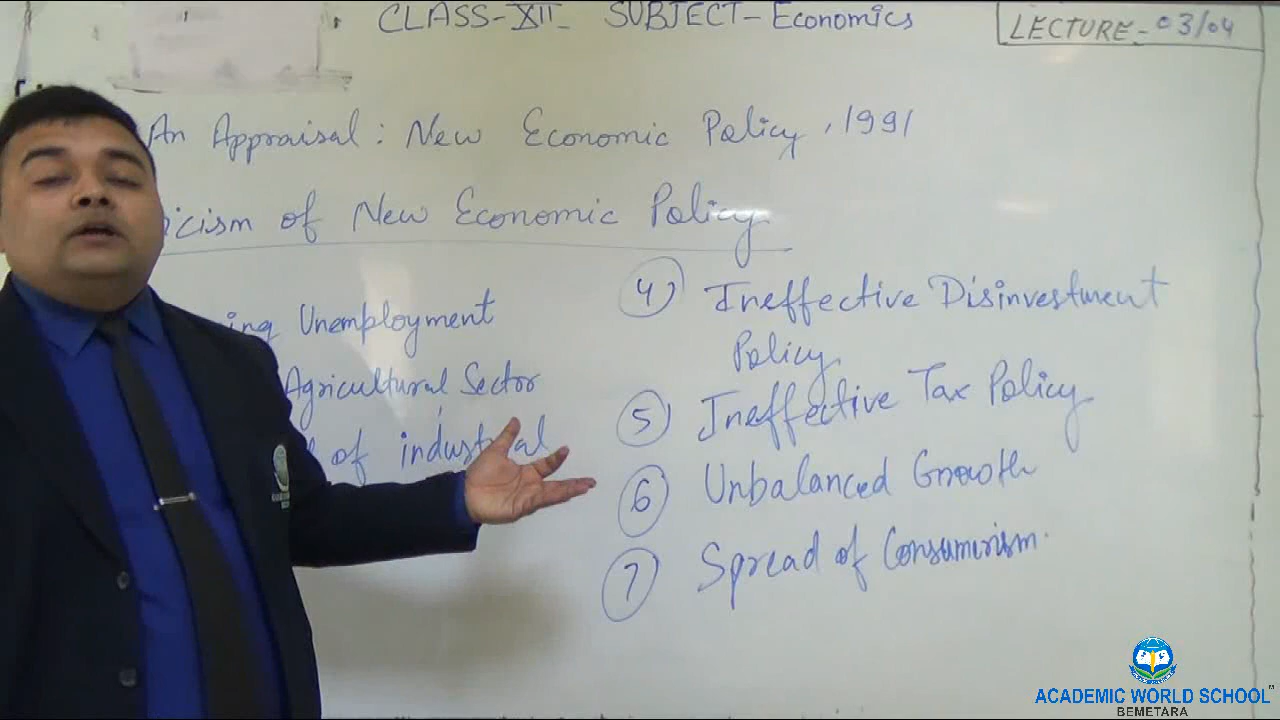 CLASS-XII SUBJECT-Economics
LECTURE-03/04
An Appraisal: New Economic Policy, 1991
icism of New Economic Policy
ing Unemployment
Agricultural Sector
of industrial
4) Ineffective Disinvestment
Policy
5) Ineffective Tax Policy
6 Unbalanced Growth
7) Spread of Consumerism.
ACADEMIC WORLD SCHOOL™
BEMETARA